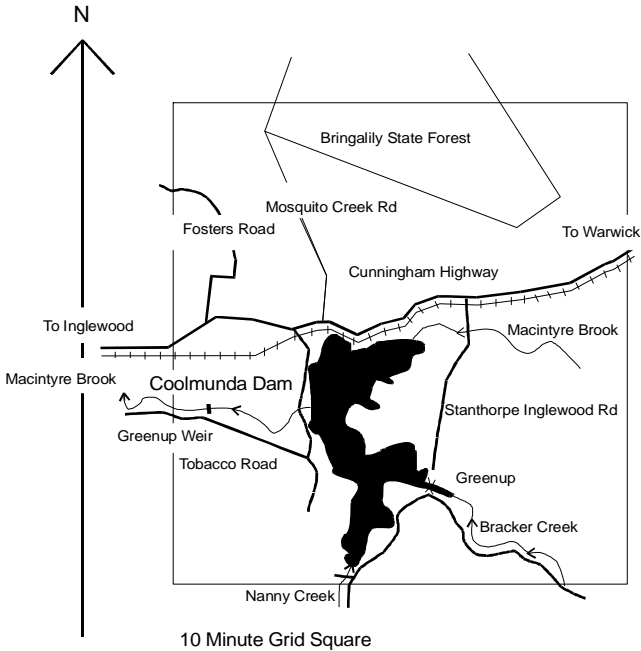 N
Bringalily State Forest
Mosquito Creek Rd
Fosters Road
To Warwick
Cunningham Highway
To Inglewood
Macintyre Brook
Macintyre Brook
Coolmunda Dam
Stanthorpe Inglewood Rd
Greenup Weir
Tobacco Road
Greenup
Bracker Creek
Nanny Creek
10 Minute Grid Square